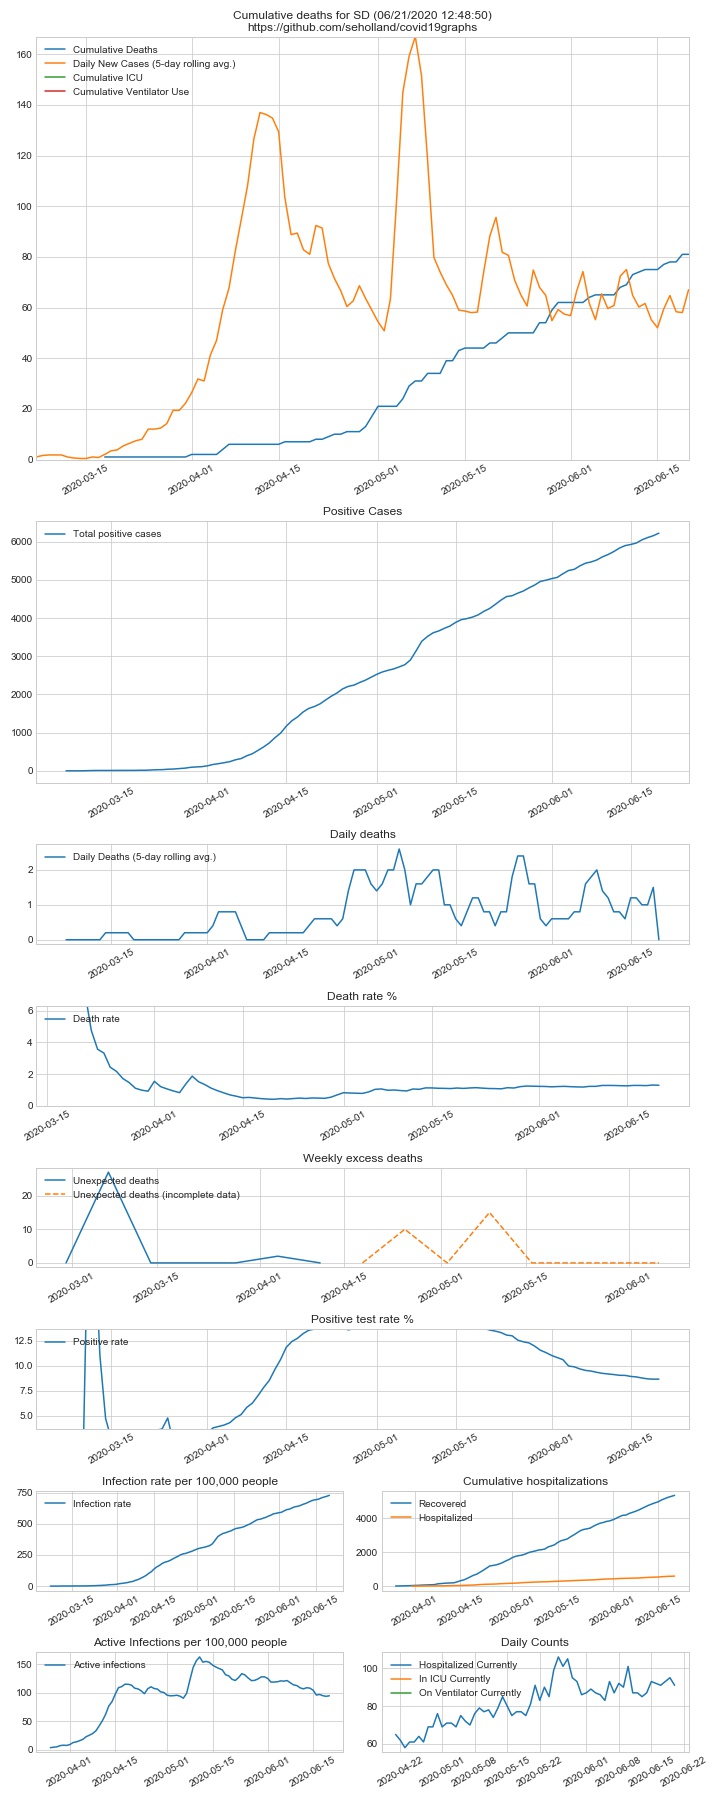 Cumulative deaths for SD (06/21/2020 12:48:50)
https://github.com/seholland/covid19graphs
Cumulative Deaths
Daily New Cases (5-day rolling avg.)
Cumulative ICU
Cumulative Ventilator Use
160
140
120
100
80
60
40
20
0
2020-03-15 2020-04-01 2020-04-15 2020-05-01 2020-05-15 2020-06-01 2020-06-15
Positive Cases
Total positive cases
6000
5000
4000
3000
2000
1000
0
2020-03-15 2020-04-01 2020-04-15 2020-05-01 2020-05-15 2020-06-01 2020-06-15
Daily deaths
Daily Deaths (5-day rolling avg.)
2
1
0
2020-03-15 2020-04-01 2020-04-15 2020-05-01 2020-05-15 2020-06-01 2020-06-15
Death rate %
Death rate
6
4
2
0
2020-03-15 2020-04-01 2020-04-15 2020-05-01 2020-05-15 2020-06-01 2020-06-15
Weekly excess deaths
Unexpected deaths
Unexpected deaths (incomplete data)
20
10
0
2020-03-01 2020-03-15 2020-04-01 2020-04-15 2020-05-01 2020-05-15 2020-06-01
Positive test rate %
Positive rate
12.5
10.0
7.5
5.0
2020-03-15 2020-04-01 2020-04-15 2020-05-01 2020-05-15 2020-06-01 2020-06-15
Infection rate per 100,000 people
Infection rate
750
500
250
0
2020-03-15 2020-04-01 2020-04-15 2020-05-01 2020-05-15 2020-06-01 2020-06-15
Cumulative hospitalizations
Recovered
Hospitalized
4000
2000
0
2020-04-01 2020-04-15 2020-05-01 2020-05-15 2020-06-01 2020-06-15
Active Infections per 100,000 people
Active infections
150
100
50
0
2020-04-01 2020-04-15 2020-05-01 2020-05-15 2020-06-01 2020-06-15
Daily Counts
Hospitalized Currently
In ICU Currently
On Ventilator Currently
100
80
60
2020-04-22 2020-05-01 2020-05-08 2020-05-15 2020-05-22 2020-06-01 2020-06-08 2020-06-15 2020-06-22